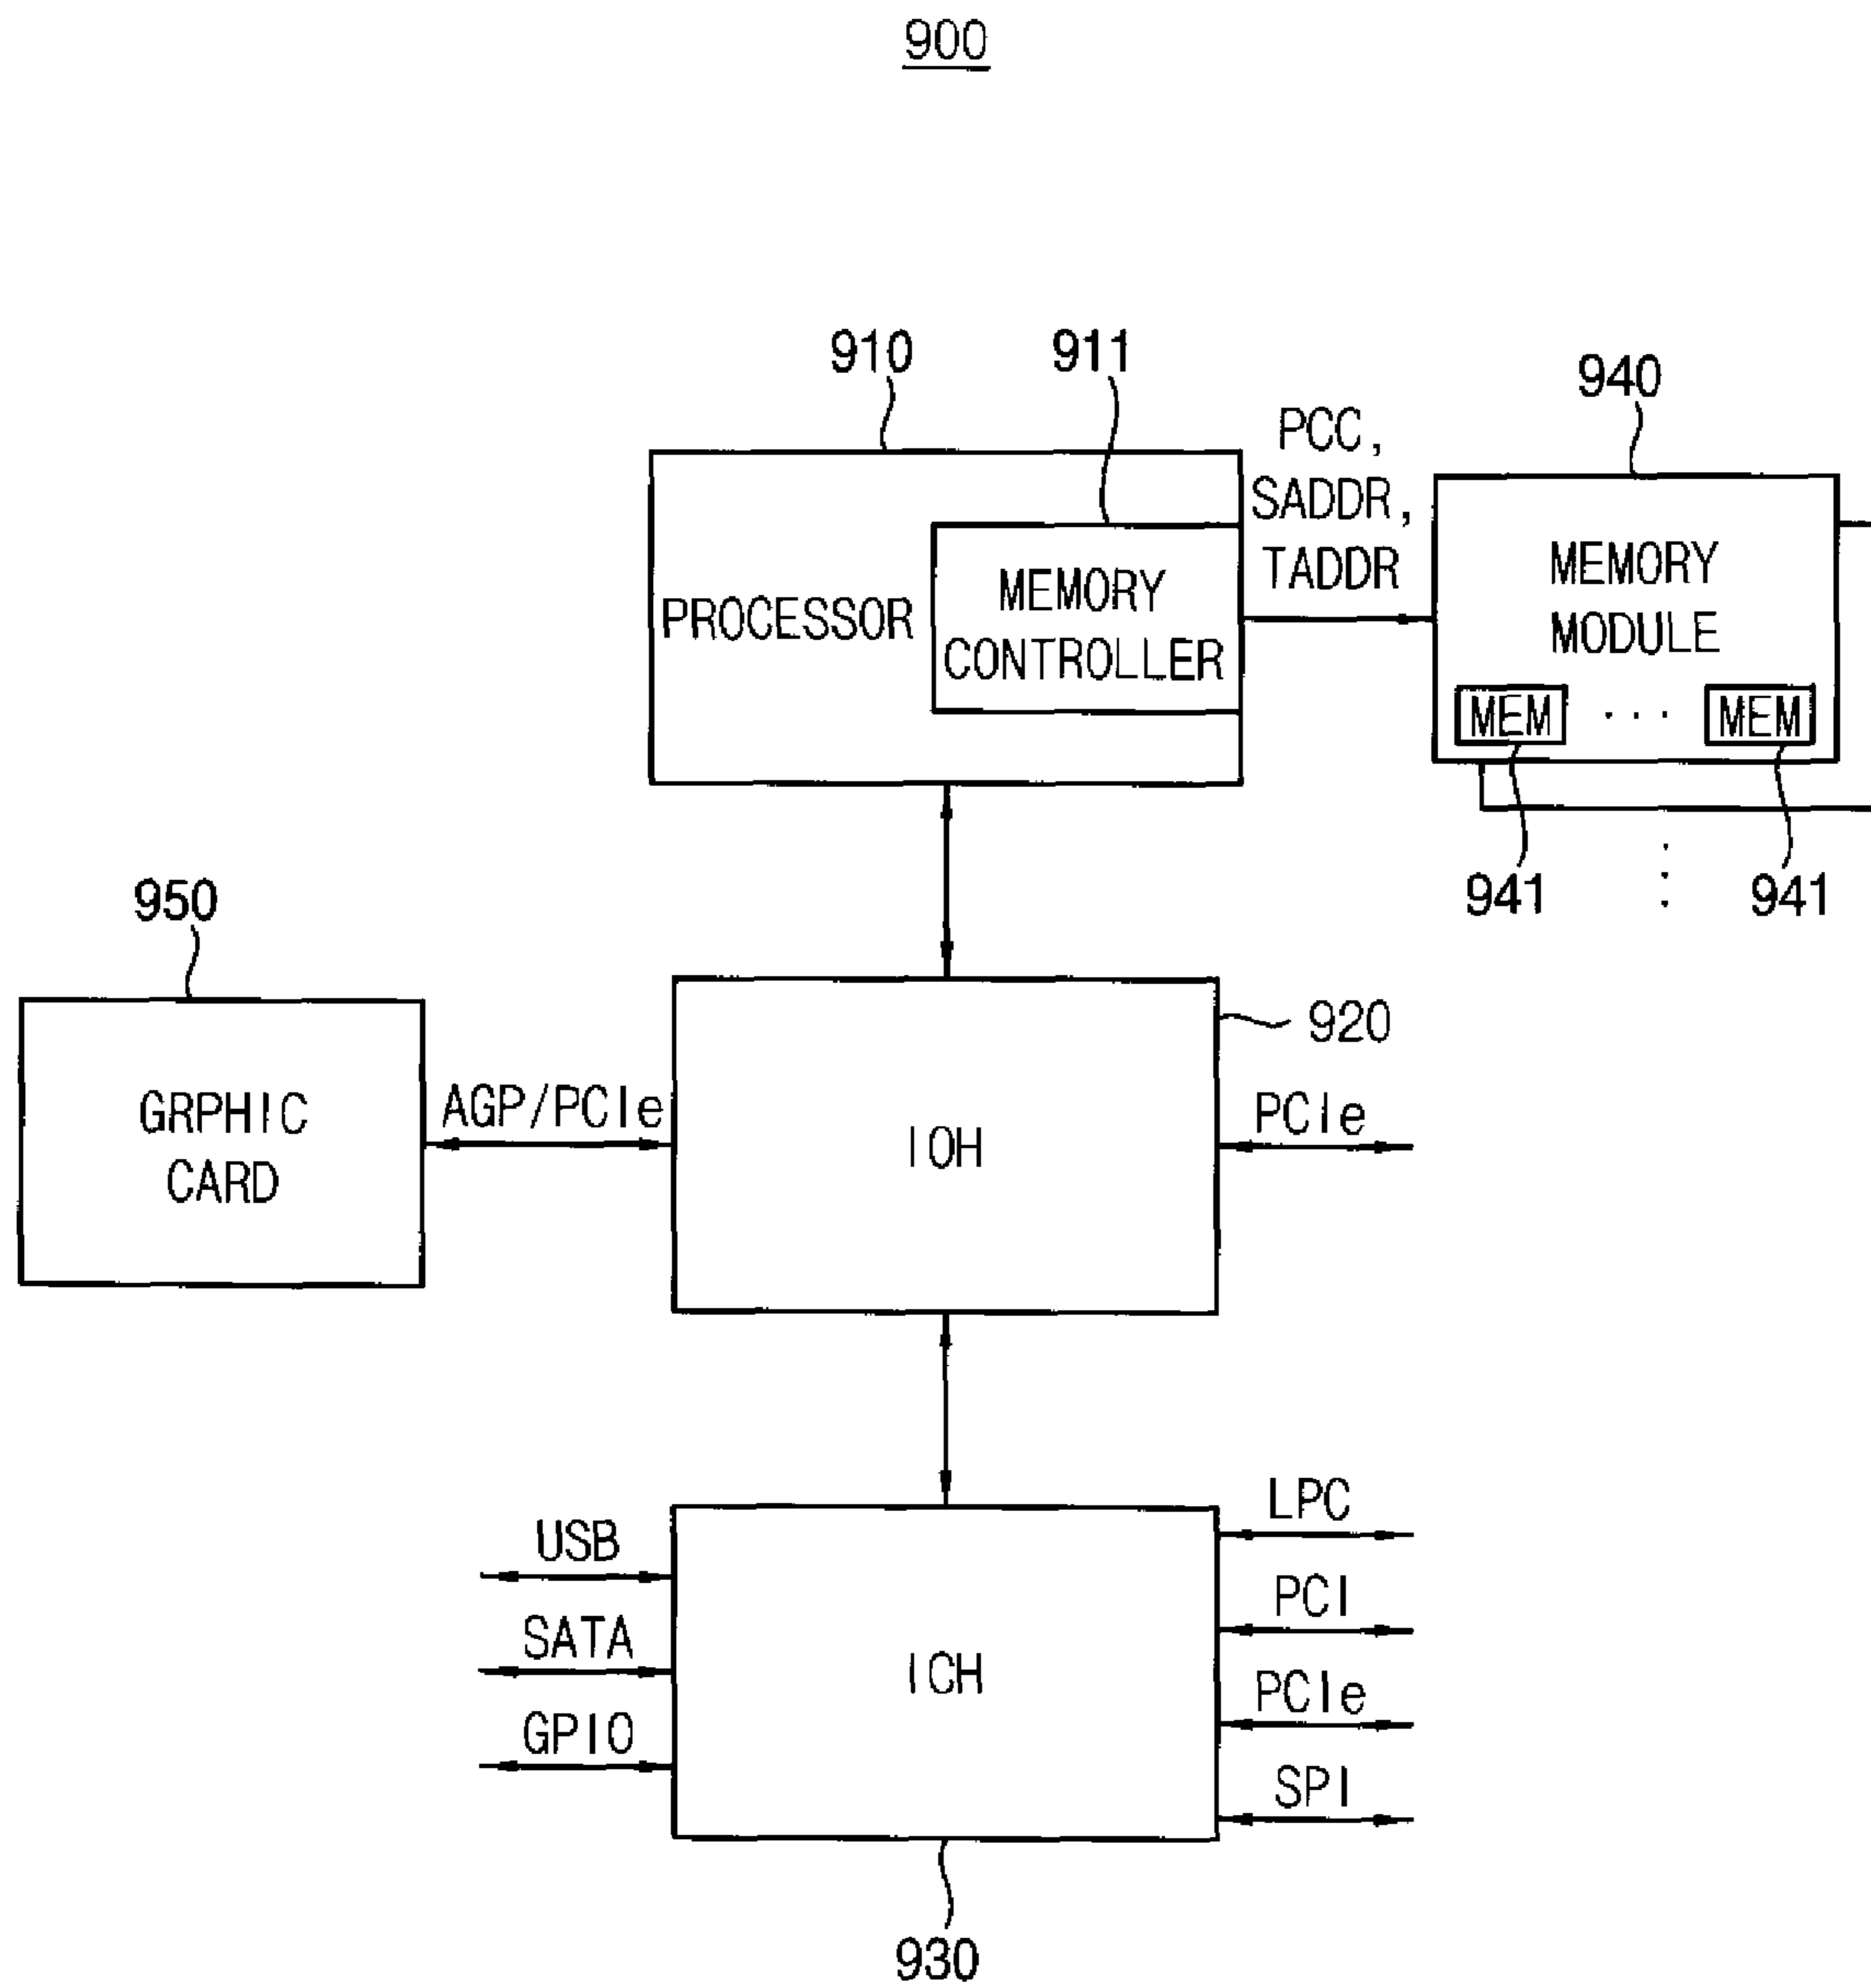 900
910
911
940
PCC,
SADDR,
TADDR
PROCESSOR
MEMORY
CONTROLLER
MEMORY
MODULE
MEM
...
MEM
941
941
950
920
GRPHIC
CARD
AGP/PCIe
IOH
PCIe
USB
SATA
GPIO
ICH
LPC
PCI
PCIe
SPI
930